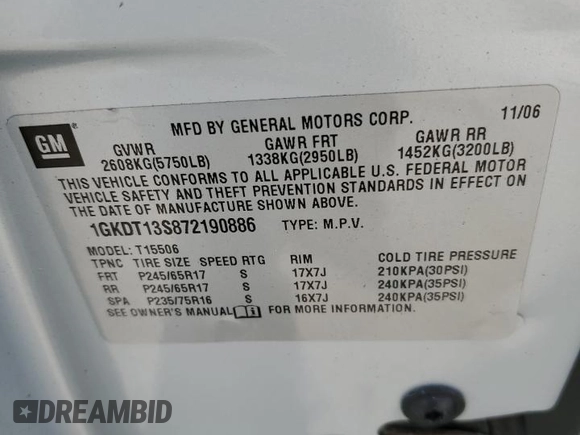 GM
MFD BY GENERAL MOTORS CORP. 11/06
GVWR GAWR FRT GAWR RR
2608KG(5750LB) 1338KG(2950LB) 1452KG(3200LB)
THIS VEHICLE CONFORMS TO ALL APPLICABLE U.S. FEDERAL MOTOR
VEHICLE SAFETY AND THEFT PREVENTION STANDARDS IN EFFECT ON
THE DATE OF MANUFACTURE SHOWN ABOVE.
1GKDT13S872190886 TYPE: M.P.V.
MODEL: T15506
TPNC TIRE SIZE SPEED RTG RIM COLD TIRE PRESSURE
FRT P245/65R17 S 17X7J 210KPA(30PSI)
RR P245/65R17 S 17X7J 240KPA(35PSI)
SPA P235/75R16 S 16X7J 240KPA(35PSI)
SEE OWNER'S MANUAL FOR MORE INFORMATION
DREAMBID